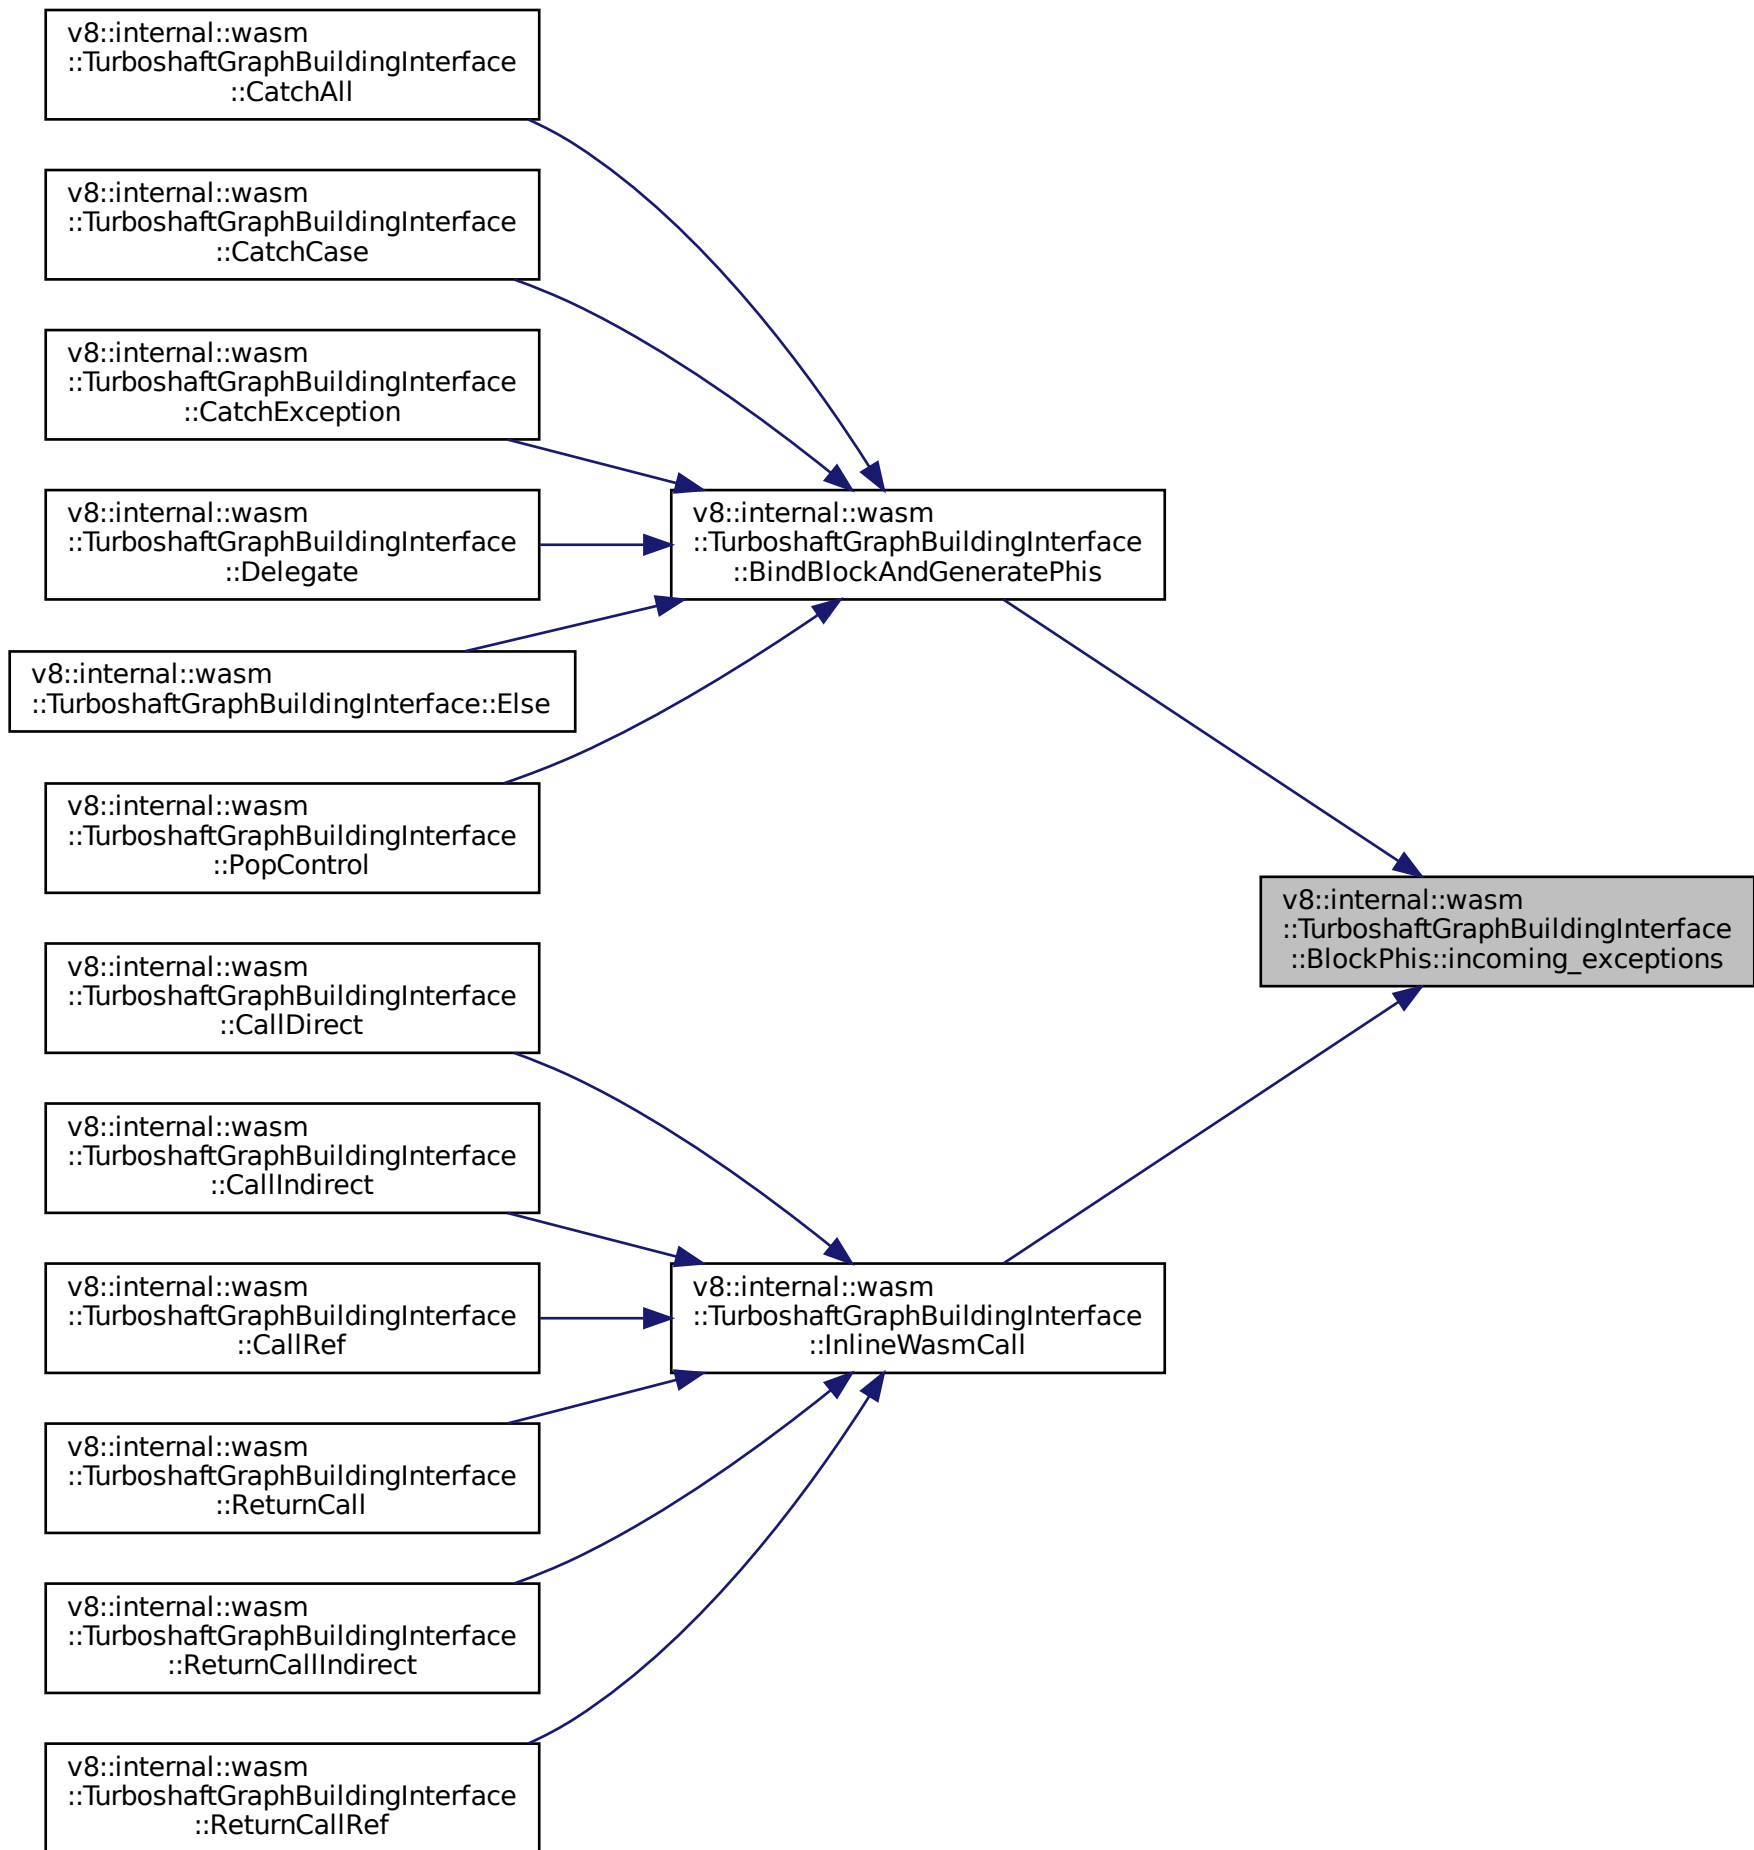 v8::internal::wasm
::TurboshaftGraphBuildingInterface
::CatchAll
v8::internal::wasm
::TurboshaftGraphBuildingInterface
::CatchCase
v8::internal::wasm
::TurboshaftGraphBuildingInterface
::CatchException
v8::internal::wasm
::TurboshaftGraphBuildingInterface
::Delegate
v8::internal::wasm
::TurboshaftGraphBuildingInterface::Else
v8::internal::wasm
::TurboshaftGraphBuildingInterface
::PopControl
v8::internal::wasm
::TurboshaftGraphBuildingInterface
::CallDirect
v8::internal::wasm
::TurboshaftGraphBuildingInterface
::CallIndirect
v8::internal::wasm
::TurboshaftGraphBuildingInterface
::CallRef
v8::internal::wasm
::TurboshaftGraphBuildingInterface
::ReturnCall
v8::internal::wasm
::TurboshaftGraphBuildingInterface
::ReturnCallIndirect
v8::internal::wasm
::TurboshaftGraphBuildingInterface
::ReturnCallRef
v8::internal::wasm
::TurboshaftGraphBuildingInterface
::BindBlockAndGeneratePhis
v8::internal::wasm
::TurboshaftGraphBuildingInterface
::InlineWasmCall
v8::internal::wasm
::TurboshaftGraphBuildingInterface
::BlockPhis::incoming_exceptions